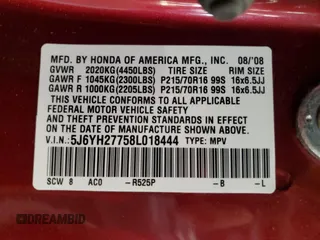 MFD. BY HONDA OF AMERICA MFG., INC. 08/'08
GVWR 2020KG(4450LBS) TIRE SIZE RIM SIZE
GAWR F 1045KG(2300LBS) P215/70R16 99S 16x6.5JJ
GAWR R 1000KG(2205LBS) P215/70R16 99S 16x6.5JJ
THIS VEHICLE CONFORMS TO ALL APPLICABLE
FEDERAL MOTOR VEHICLE SAFETY
AND THEFT PREVENTION STANDARDS IN EFFECT ON
THE DATE OF MANUFACTURE SHOWN ABOVE.
V.I.N.: 5J6YH27758L018444 TYPE: MPV
SCW 8 AC0 -R525P -B -L
© DREAMBID.COM